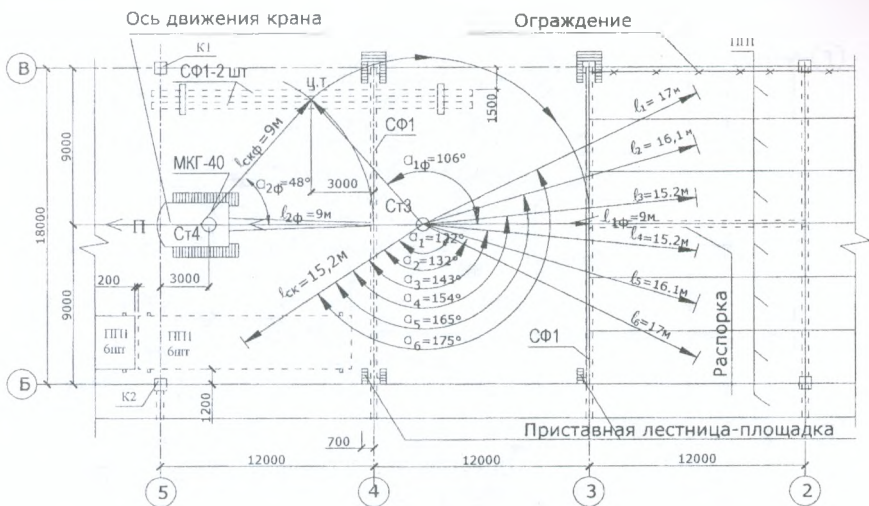 Ось движения крана
Ограждение
К1
ПП1
В
СФ1-2 шт
ц.т
1500
l₁ = 17м
l₂ = 16,1м
СФ1
9000
lскф=9м
МКГ-40
α1ф=106°
α2ф=48°
3000
l₃=15.2м
18000
П
Ст4
l2ф=9м
Ст3
l1ф=9м
l₄=15.2м
α₁=122°
α₂=132°
α₃=143°
α₄=154°
α₅=165°
α₆=175°
lск=15,2м
200
3000
l₅=16.1м
l₆=17м
9000
ПП1
6шт
ПП1
6шт
СФ1
Распорка
Б
К2
1200
Приставная лестница-площадка
700
12000
12000
12000
5
4
3
2